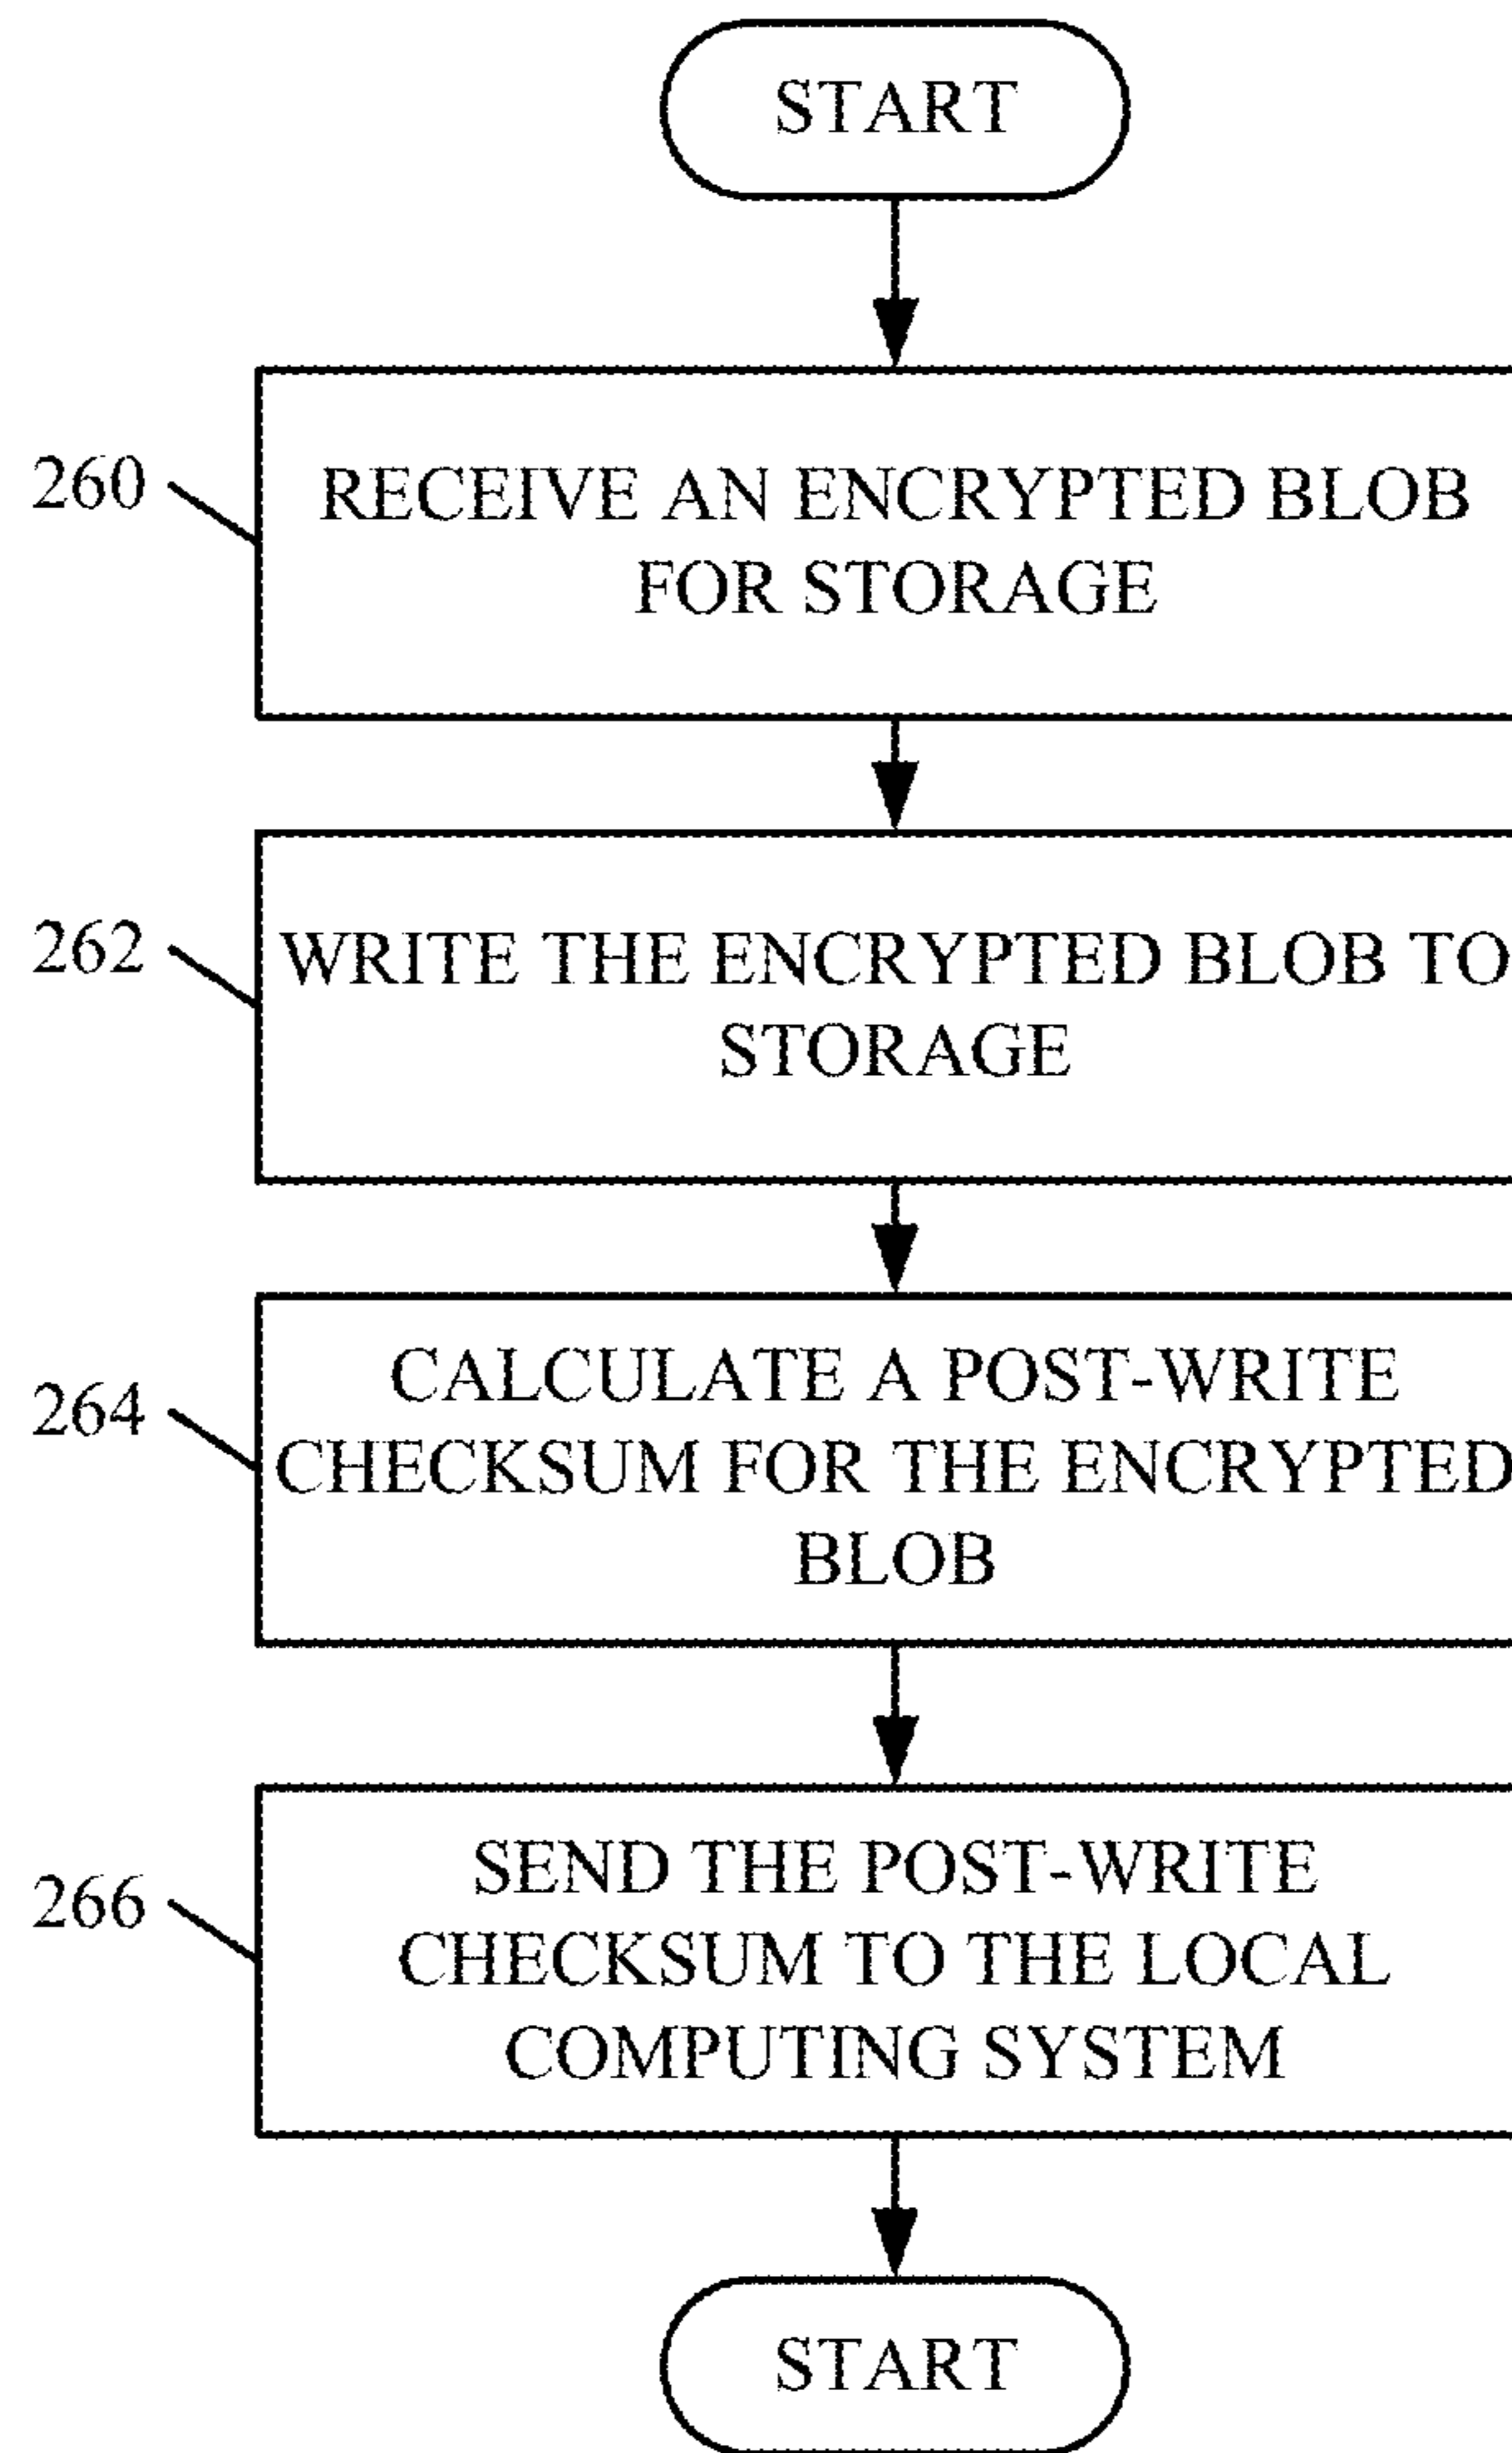 START
260
RECEIVE AN ENCRYPTED BLOB
FOR STORAGE
262
WRITE THE ENCRYPTED BLOB TO
STORAGE
264
CALCULATE A POST-WRITE
CHECKSUM FOR THE ENCRYPTED
BLOB
266
SEND THE POST-WRITE
CHECKSUM TO THE LOCAL
COMPUTING SYSTEM
START